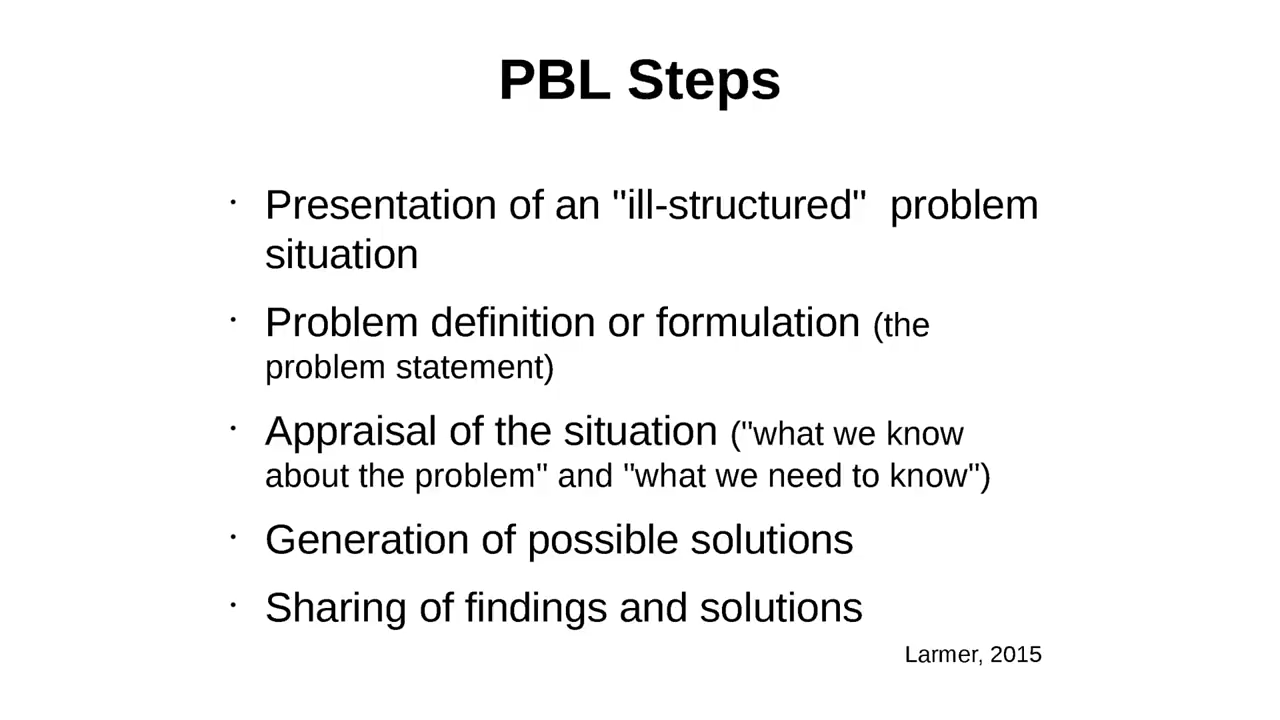 PBL Steps
· Presentation of an "ill-structured"  problem
situation
· Problem definition or formulation (the
problem statement)
· Appraisal of the situation ("what we know
about the problem" and "what we need to know")
· Generation of possible solutions
· Sharing of findings and solutions
Larmer, 2015